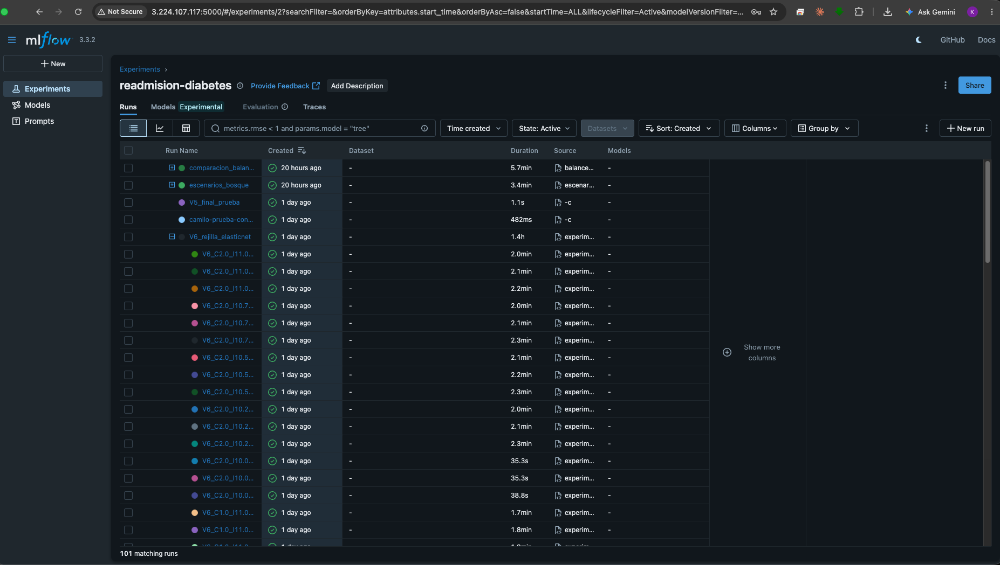 Not Secure 3.224.107.117:5000/#/experiments/2?searchFilter=&orderByKey=attributes.start_time&orderByAsc=false&startTime=ALL&lifecycleFilter=Active&modelVersionFilter=... Ask Gemini K
mlflow 3.3.2 GitHub Docs
New
Experiments
Models
Prompts
Experiments
readmision-diabetes Provide Feedback Add Description Share
Runs Models Experimental Evaluation Traces
metrics.rmse < 1 and params.model = "tree" Time created State: Active Datasets Sort: Created Columns Group by New run
Run Name Created Dataset Duration Source Models
comparacion_balan... 20 hours ago - 5.7min balance... -
escenarios_bosque 20 hours ago - 3.4min escenar... -
V5_final_prueba 1 day ago - 1.1s -c -
camilo-prueba-con... 1 day ago - 482ms -c -
V6_rejilla_elasticnet 1 day ago - 1.4h experim... -
V6_C2.0_l11.0... 1 day ago - 2.0min experim... -
V6_C2.0_l11.0... 1 day ago - 2.1min experim... -
V6_C2.0_l11.0... 1 day ago - 2.2min experim... -
V6_C2.0_l10.7... 1 day ago - 2.0min experim... -
V6_C2.0_l10.7... 1 day ago - 2.1min experim... -
V6_C2.0_l10.7... 1 day ago - 2.3min experim... -
V6_C2.0_l10.5... 1 day ago - 2.1min experim... -
V6_C2.0_l10.5... 1 day ago - 2.2min experim... -
V6_C2.0_l10.5... 1 day ago - 2.3min experim... -
V6_C2.0_l10.2... 1 day ago - 2.0min experim... -
V6_C2.0_l10.2... 1 day ago - 2.1min experim... -
V6_C2.0_l10.2... 1 day ago - 2.3min experim... -
V6_C2.0_l10.0... 1 day ago - 35.3s experim... -
V6_C2.0_l10.0... 1 day ago - 35.3s experim... -
V6_C2.0_l10.0... 1 day ago - 38.8s experim... -
V6_C1.0_l11.0... 1 day ago - 1.7min experim... -
V6_C1.0_l11.0... 1 day ago - 1.8min experim... -
Show more
columns
101 matching runs